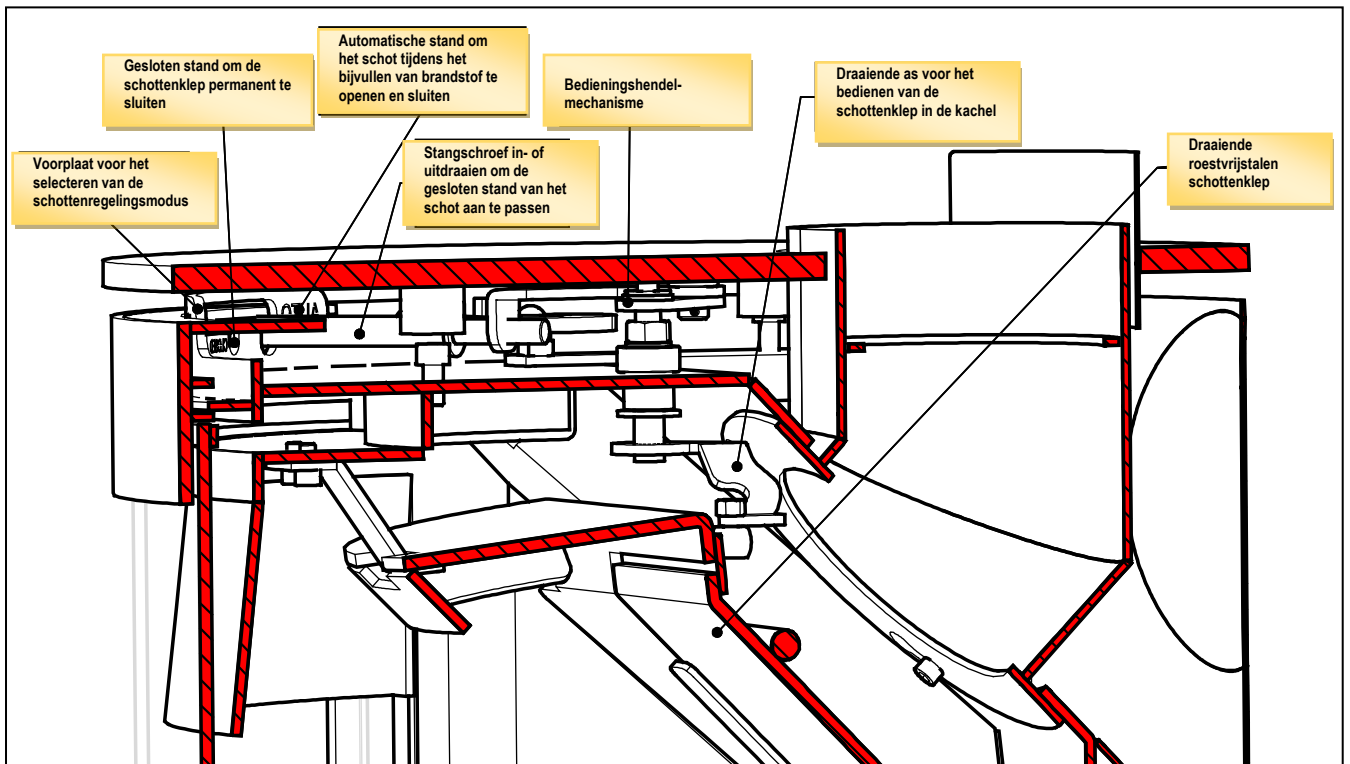 Automatische stand om
het schot tijdens het
bijvullen van brandstof te
openen en sluiten
Gesloten stand om de
schottenklep permanent te
sluiten
Bedieningshendel-
mechanisme
Draaiende as voor het
bedienen van de
schottenklep in de kachel
Voorplaat voor het
selecteren van de
schottenregelingsmodus
Stangschroef in- of
uitdraaien om de
gesloten stand van het
schot aan te passen
Draaiende
roestvrijstalen
schottenklep